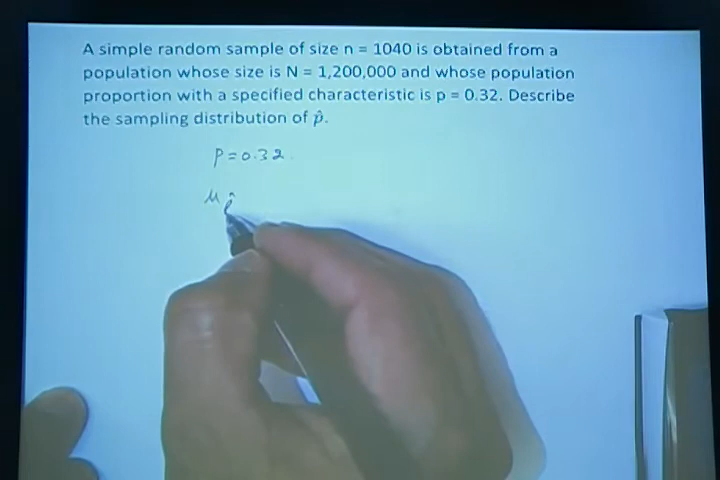 A simple random sample of size n = 1040 is obtained from a
population whose size is N = 1,200,000 and whose population
proportion with a specified characteristic is p = 0.32. Describe
the sampling distribution of p̂.
P=0.32
μ p̂